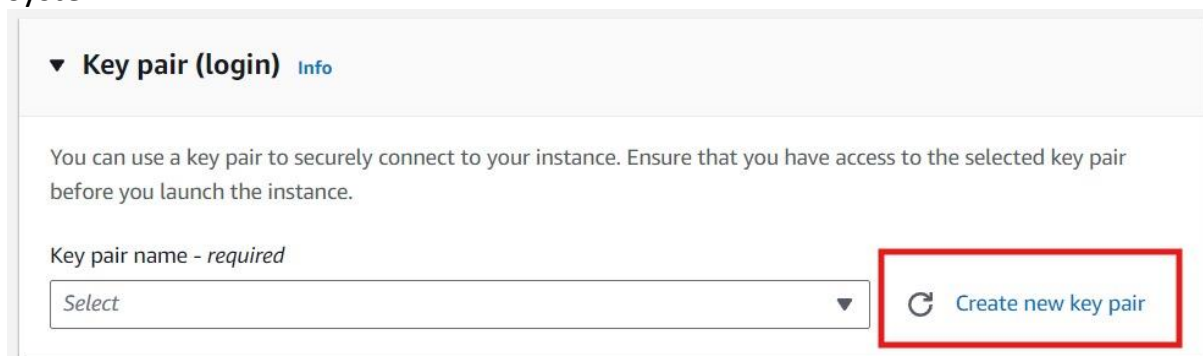 ▼ Key pair (login) Info
You can use a key pair to securely connect to your instance. Ensure that you have access to the selected key pair
before you launch the instance.
Key pair name - required
Select
Create new key pair